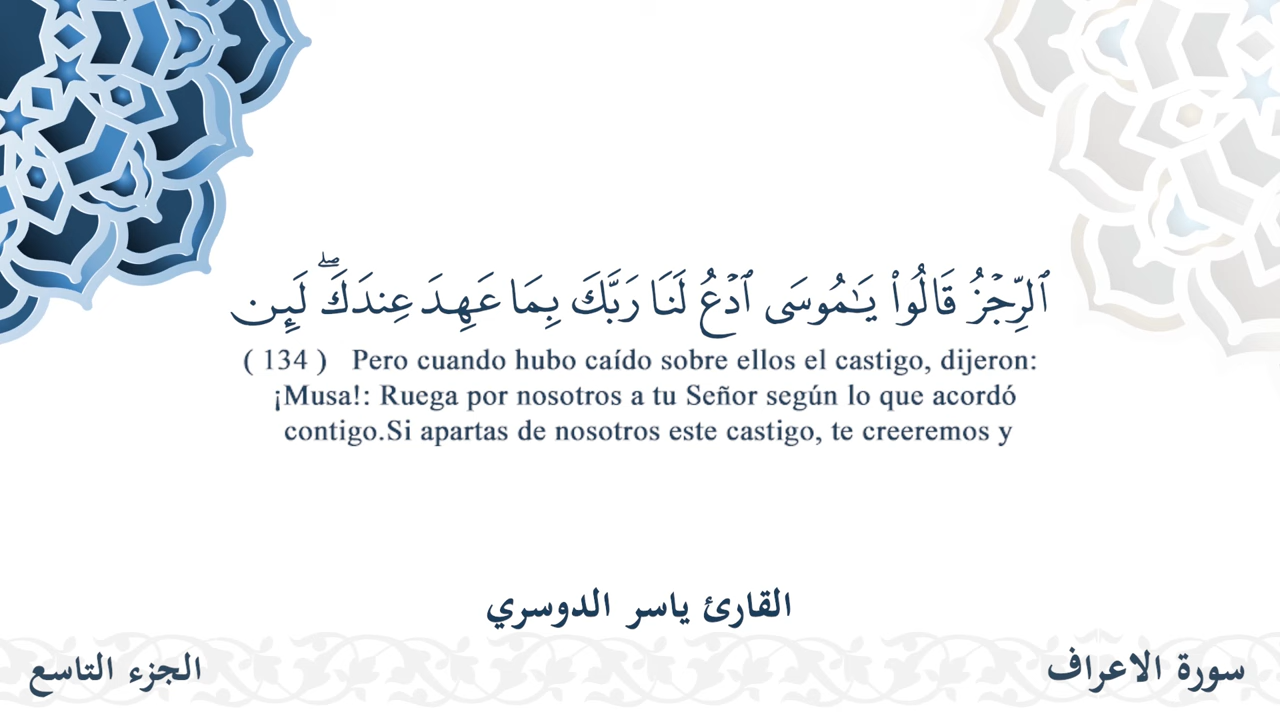 ٱلرِّجۡزُ قَالُواْ يَـٰمُوسَى ٱدۡعُ لَنَا رَبَّكَ بِمَا عَهِدَ عِندَكَۖ لَئِن
( 134 ) Pero cuando hubo caído sobre ellos el castigo, dijeron:
¡Musa!: Ruega por nosotros a tu Señor según lo que acordó
contigo.Si apartas de nosotros este castigo, te creeremos y
القارئ ياسر الدوسري
سورة الاعراف
الجزء التاسع